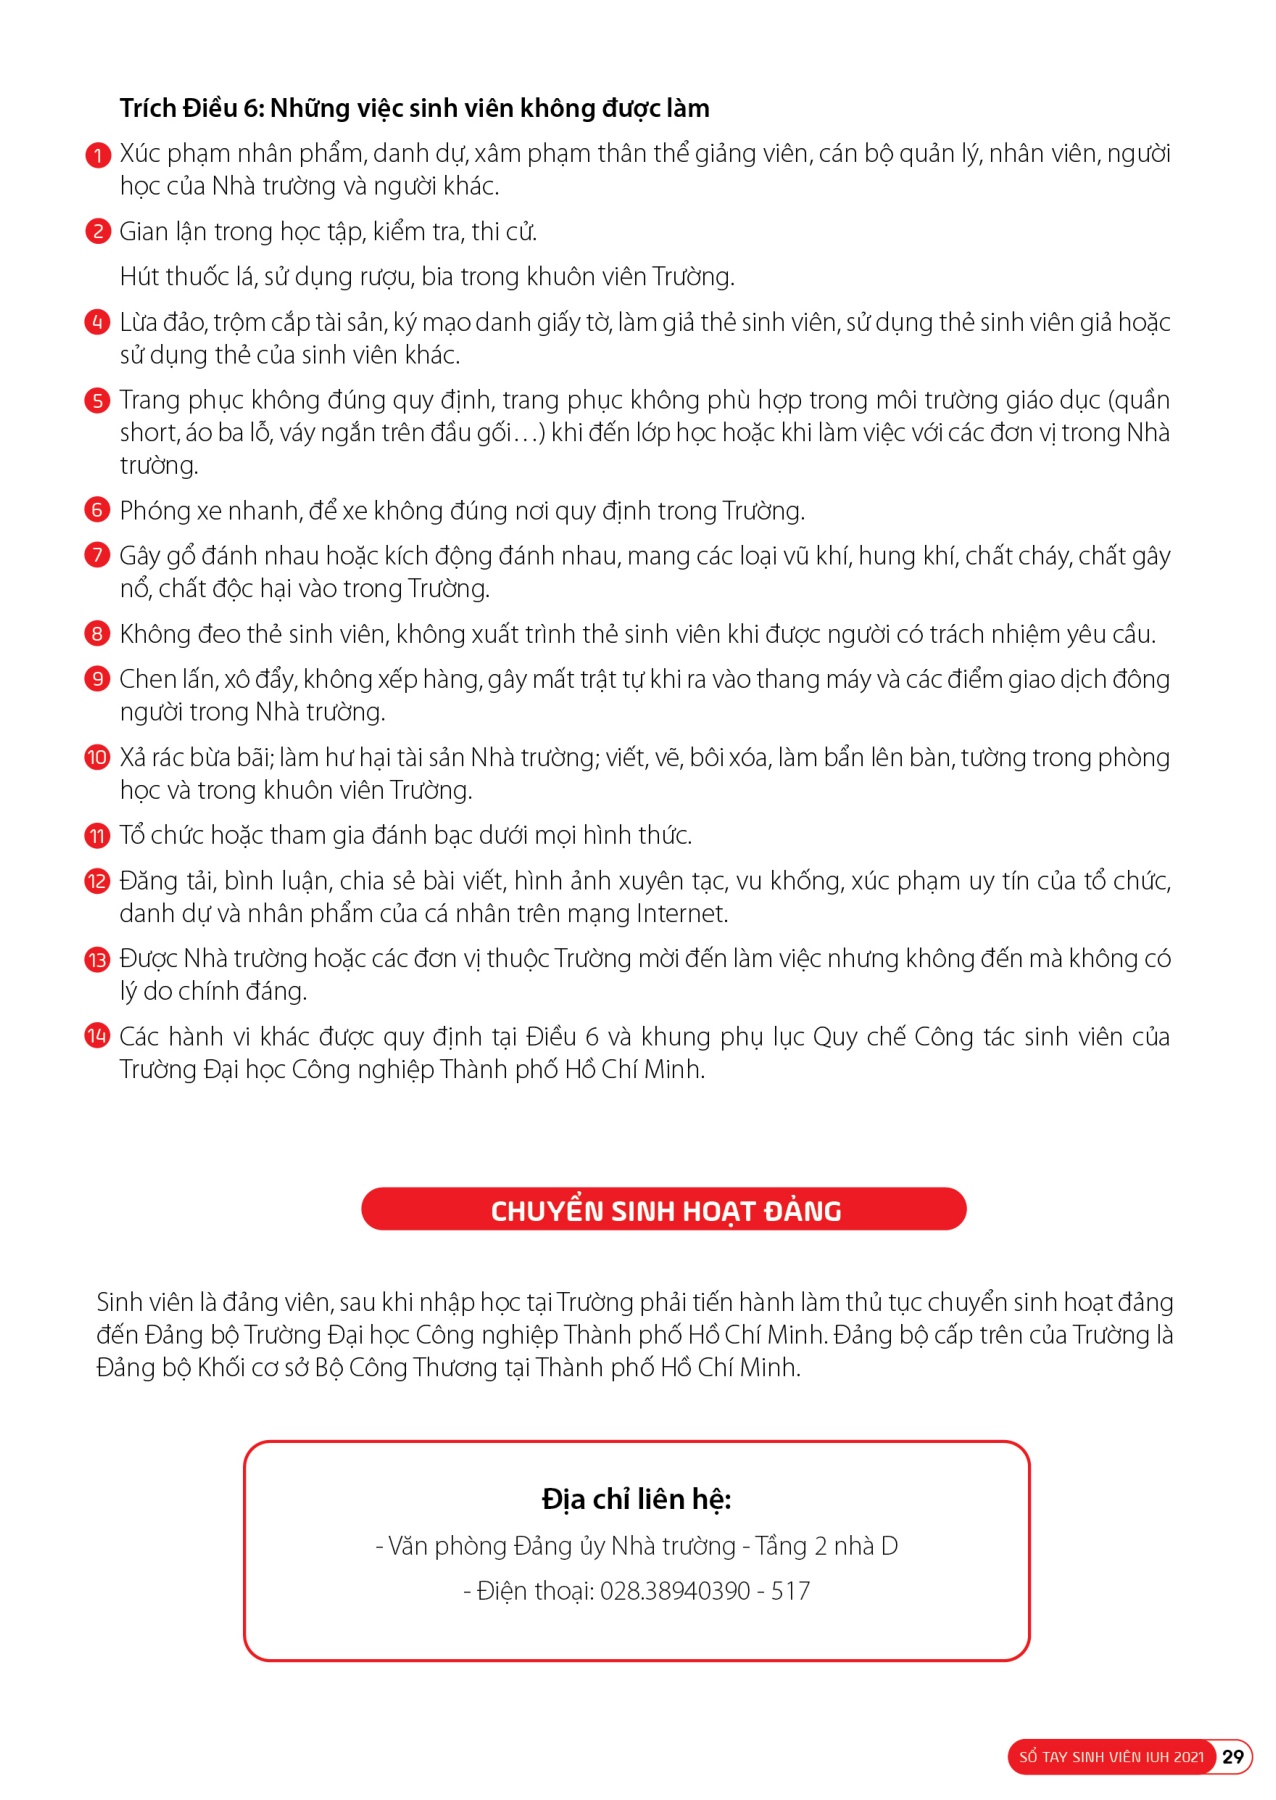 Trích Điều 6: Những việc sinh viên không được làm
1 Xúc phạm nhân phẩm, danh dự, xâm phạm thân thể giảng viên, cán bộ quản lý, nhân viên, người
học của Nhà trường và người khác.
2 Gian lận trong học tập, kiểm tra, thi cử.
Hút thuốc lá, sử dụng rượu, bia trong khuôn viên Trường.
4 Lừa đảo, trộm cắp tài sản, ký mạo danh giấy tờ, làm giả thẻ sinh viên, sử dụng thẻ sinh viên giả hoặc
sử dụng thẻ của sinh viên khác.
5 Trang phục không đúng quy định, trang phục không phù hợp trong môi trường giáo dục (quần
short, áo ba lỗ, váy ngắn trên đầu gối…) khi đến lớp học hoặc khi làm việc với các đơn vị trong Nhà
trường.
6 Phóng xe nhanh, để xe không đúng nơi quy định trong Trường.
7 Gây gổ đánh nhau hoặc kích động đánh nhau, mang các loại vũ khí, hung khí, chất cháy, chất gây
nổ, chất độc hại vào trong Trường.
8 Không đeo thẻ sinh viên, không xuất trình thẻ sinh viên khi được người có trách nhiệm yêu cầu.
9 Chen lấn, xô đẩy, không xếp hàng, gây mất trật tự khi ra vào thang máy và các điểm giao dịch đông
người trong Nhà trường.
10 Xả rác bừa bãi; làm hư hại tài sản Nhà trường; viết, vẽ, bôi xóa, làm bẩn lên bàn, tường trong phòng
học và trong khuôn viên Trường.
11 Tổ chức hoặc tham gia đánh bạc dưới mọi hình thức.
12 Đăng tải, bình luận, chia sẻ bài viết, hình ảnh xuyên tạc, vu khống, xúc phạm uy tín của tổ chức,
danh dự và nhân phẩm của cá nhân trên mạng Internet.
13 Được Nhà trường hoặc các đơn vị thuộc Trường mời đến làm việc nhưng không đến mà không có
lý do chính đáng.
14 Các hành vi khác được quy định tại Điều 6 và khung phụ lục Quy chế Công tác sinh viên của
Trường Đại học Công nghiệp Thành phố Hồ Chí Minh.
CHUYỂN SINH HOẠT ĐẢNG
Sinh viên là đảng viên, sau khi nhập học tại Trường phải tiến hành làm thủ tục chuyển sinh hoạt đảng
đến Đảng bộ Trường Đại học Công nghiệp Thành phố Hồ Chí Minh. Đảng bộ cấp trên của Trường là
Đảng bộ Khối cơ sở Bộ Công Thương tại Thành phố Hồ Chí Minh.
Địa chỉ liên hệ:
- Văn phòng Đảng ủy Nhà trường - Tầng 2 nhà D
- Điện thoại: 028.38940390 - 517
SỔ TAY SINH VIÊN IUH 2021 29